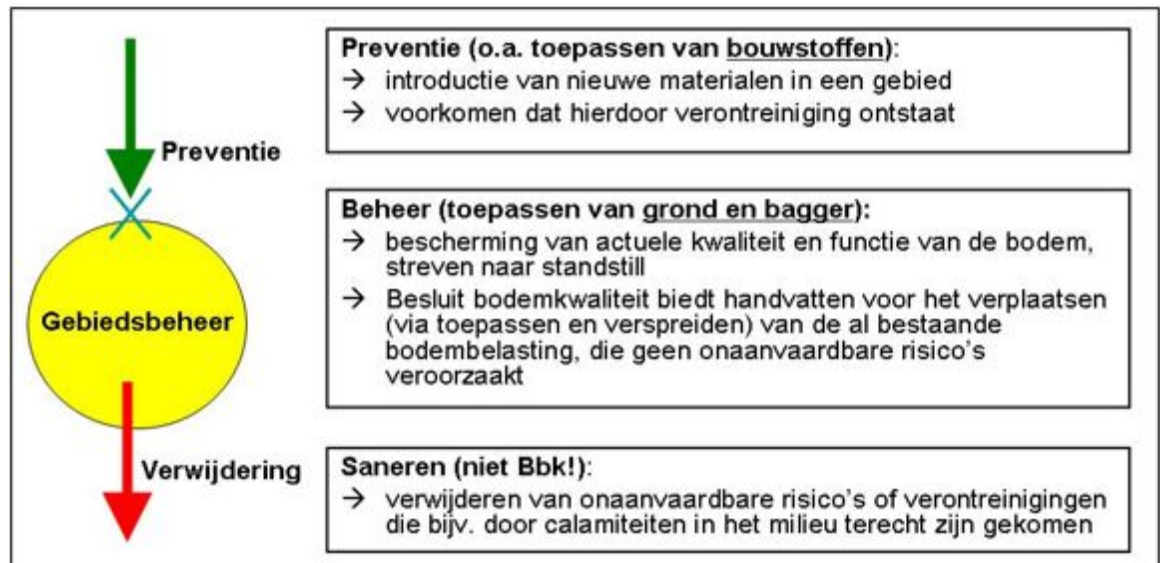 Preventie
Gebiedsbeheer
Verwijdering
Preventie (o.a. toepassen van bouwstoffen):
→ introductie van nieuwe materialen in een gebied
→ voorkomen dat hierdoor verontreiniging ontstaat
Beheer (toepassen van grond en bagger):
→ bescherming van actuele kwaliteit en functie van de bodem,
streven naar standstill
→ Besluit bodemkwaliteit biedt handvatten voor het verplaatsen
(via toepassen en verspreiden) van de al bestaande
bodembelasting, die geen onaanvaardbare risico's
veroorzaakt
Saneren (niet Bbk!):
→ verwijderen van onaanvaardbare risico's of verontreinigingen
die bijv. door calamiteiten in het milieu terecht zijn gekomen